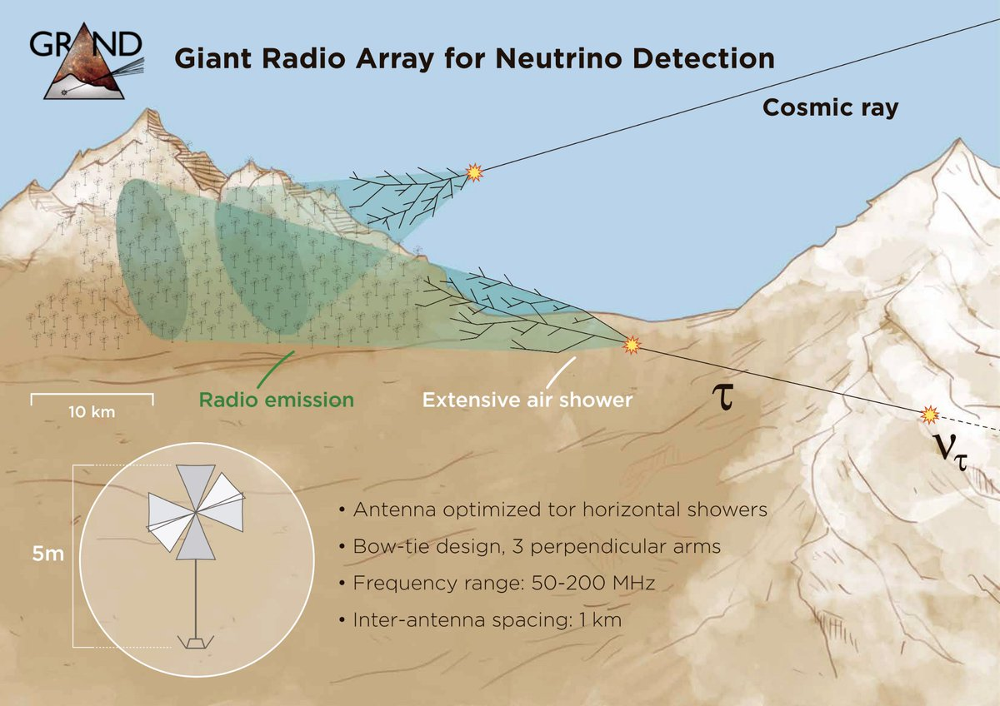 GRAND
Giant Radio Array for Neutrino Detection
Cosmic ray
Radio emission
Extensive air shower
τ
ντ
10 km
5m
• Antenna optimized tor horizontal showers
• Bow-tie design, 3 perpendicular arms
• Frequency range: 50-200 MHz
• Inter-antenna spacing: 1 km